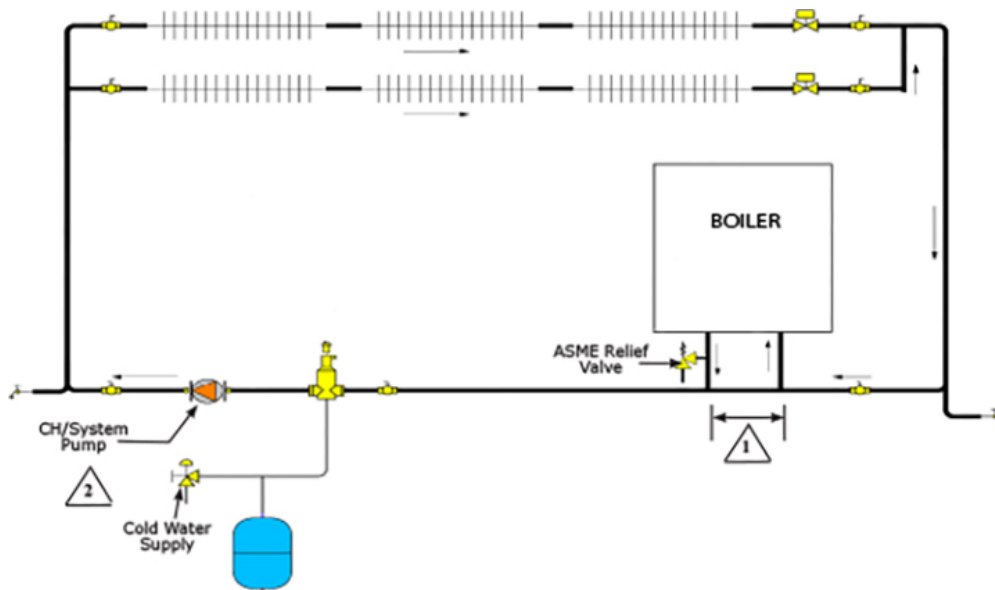 BOILER
ASME Relief
Valve
CH/System
Pump
1
2
Cold Water
Supply